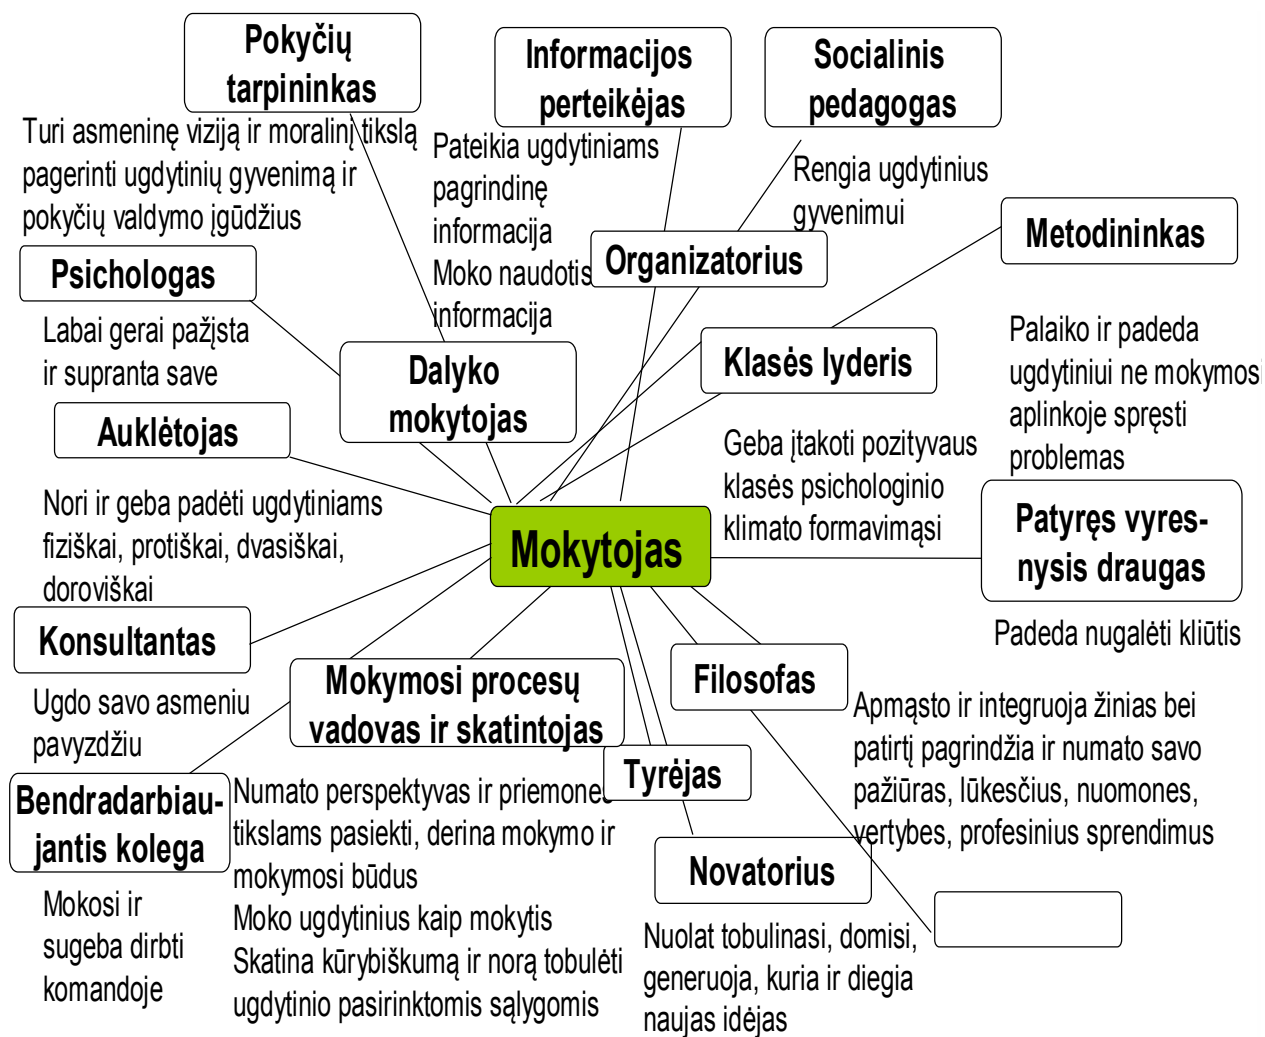 Pokyčių
tarpininkas
Turi asmeninę viziją ir moralinį tikslą
pagerinti ugdytinių gyvenimą ir
pokyčių valdymo įgūdžius
Informacijos
perteikėjas
Pateikia ugdytiniams
pagrindinę
informacija
Moko naudotis
informacija
Socialinis
pedagogas
Rengia ugdytinius
gyvenimui
Organizatorius
Metodininkas
Psichologas
Labai gerai pažįsta
ir supranta save
Dalyko
mokytojas
Klasės lyderis
Geba įtakoti pozityvaus
klasės psichologinio
klimato formavimąsi
Palaiko ir padeda
ugdytiniui ne mokymosi
aplinkoje spręsti
problemas
Auklėtojas
Nori ir geba padėti ugdytiniams
fiziškai, protiškai, dvasiškai,
doroviškai
Mokytojas
Patyręs vyres-
nysis draugas
Padeda nugalėti kliūtis
Konsultantas
Ugdo savo asmeniu
pavyzdžiu
Mokymosi procesų
vadovas ir skatintojas
Numato perspektyvas ir priemones
tikslams pasiekti, derina mokymo ir
mokymosi būdus
Moko ugdytinius kaip mokytis
Skatina kūrybiškumą ir norą tobulėti
ugdytinio pasirinktomis sąlygomis
Filosofas
Apmąsto ir integruoja žinias bei
patirtį pagrindžia ir numato savo
pažiūras, lūkesčius, nuomones,
vertybes, profesinius sprendimus
Tyrėjas
Bendradarbiau-
jantis kolega
Mokosi ir
sugeba dirbti
komandoje
Novatorius
Nuolat tobulinasi, domisi,
generuoja, kuria ir diegia
naujas idėjas